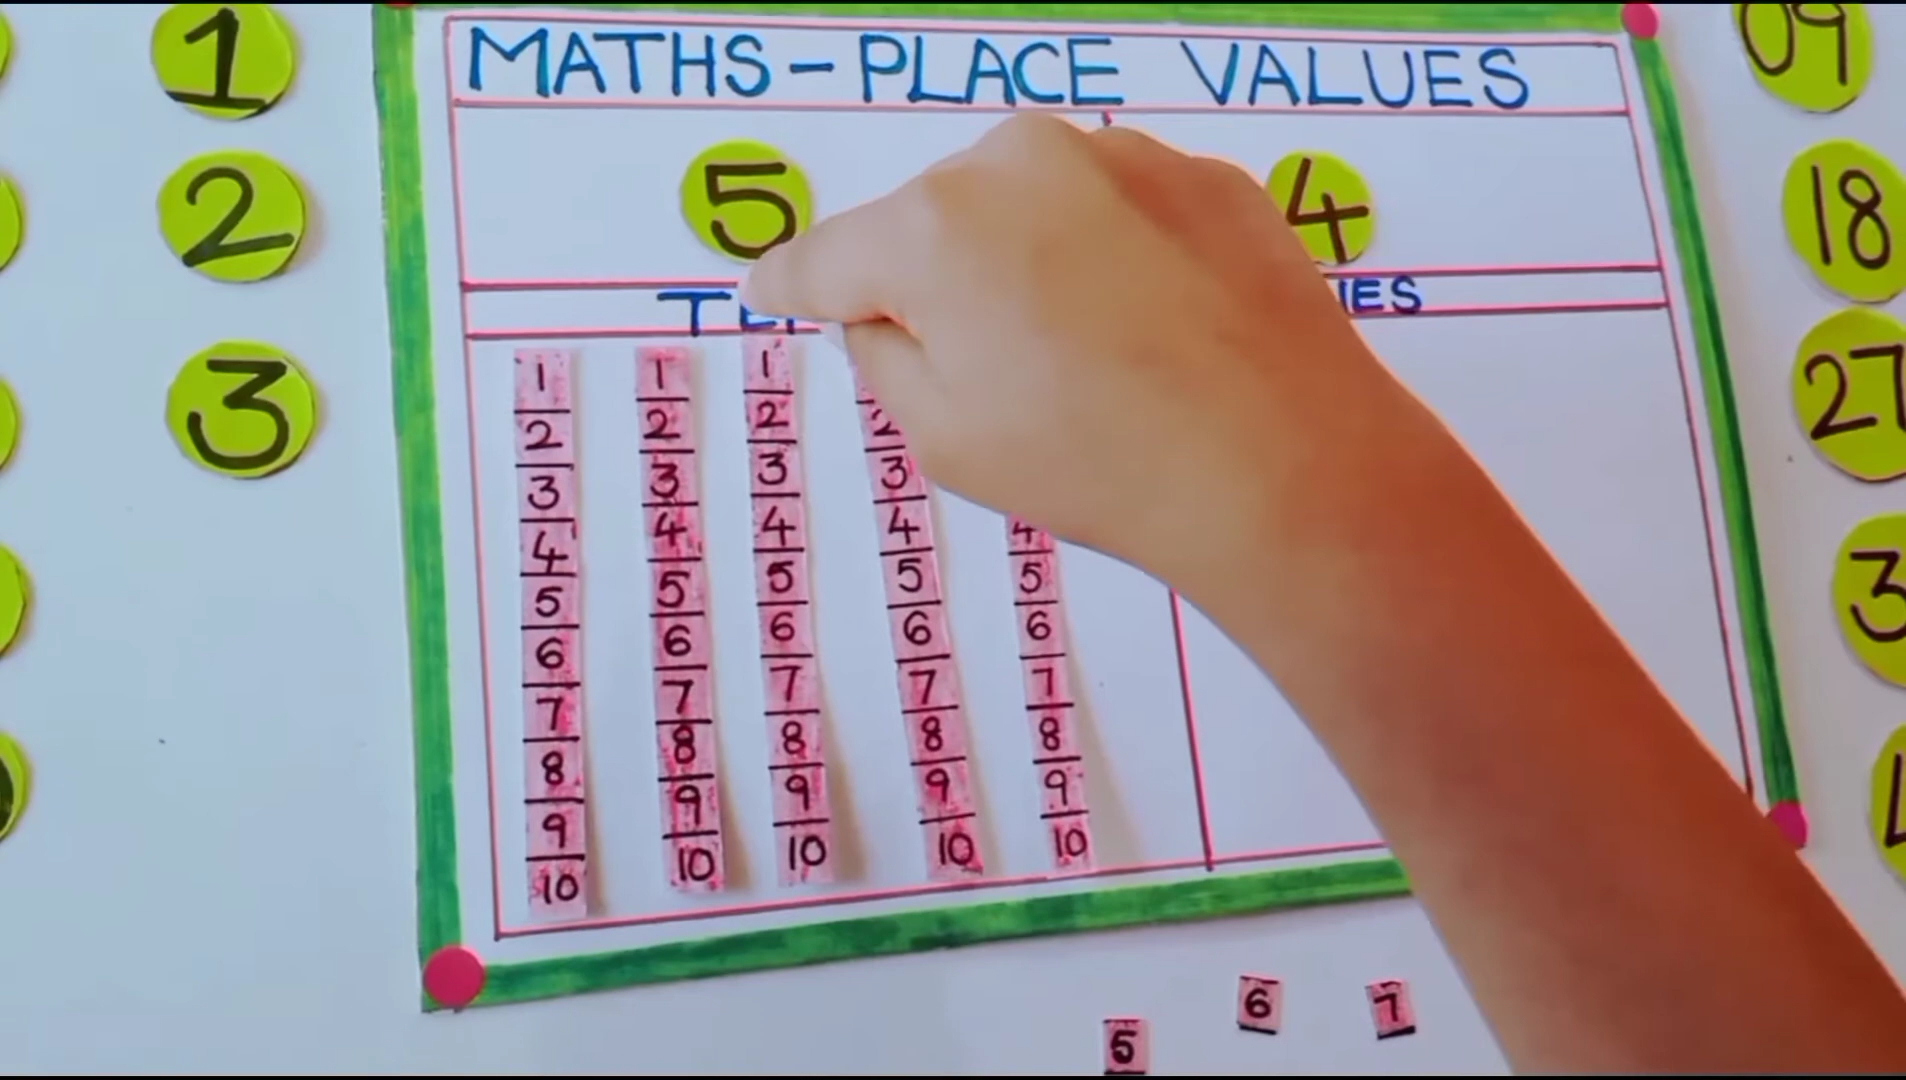 MATHS - PLACE VALUES
5 4
1 1 1
2 2 2 2
3 3 3 3
4 4 4 4 4
5 5 5 5 5
6 6 6 6 6
7 7 7 7 7
8 8 8 8 8
9 9 9 9 9
10 10 10 10 10
1
2
3
09
18
27
3
6 7
5